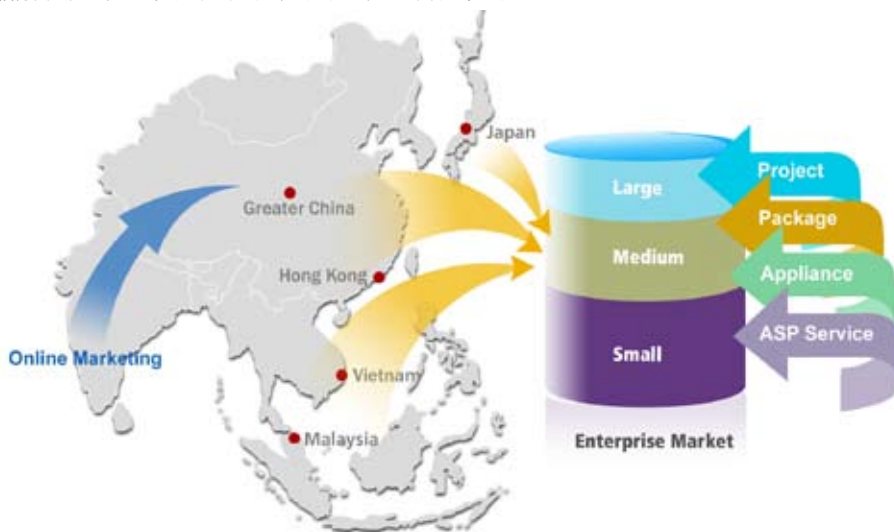 Japan
Greater China
Hong Kong
Online Marketing
Vietnam
Malaysia
Large
Medium
Small
Enterprise Market
Project
Package
Appliance
ASP Service